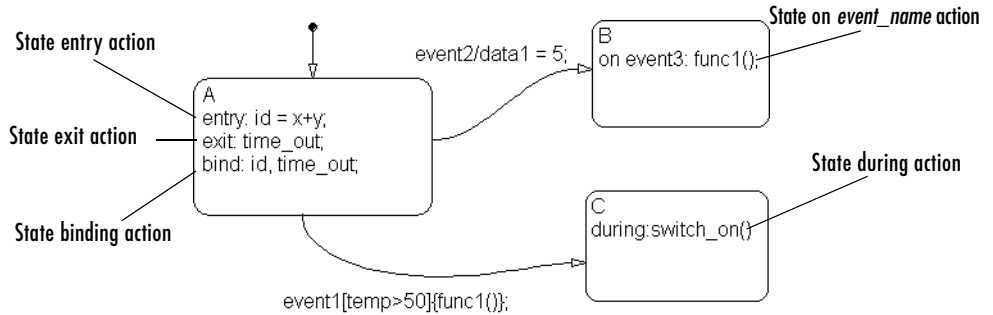 State on event_name action
State entry action
B
event2/data1 = 5;
on event3: func1();
A
entry: id = x+y;
State exit action
exit: time_out;
bind: id, time_out;
State during action
C
State binding action
during:switch_on()
event1[temp>50]{func1()};